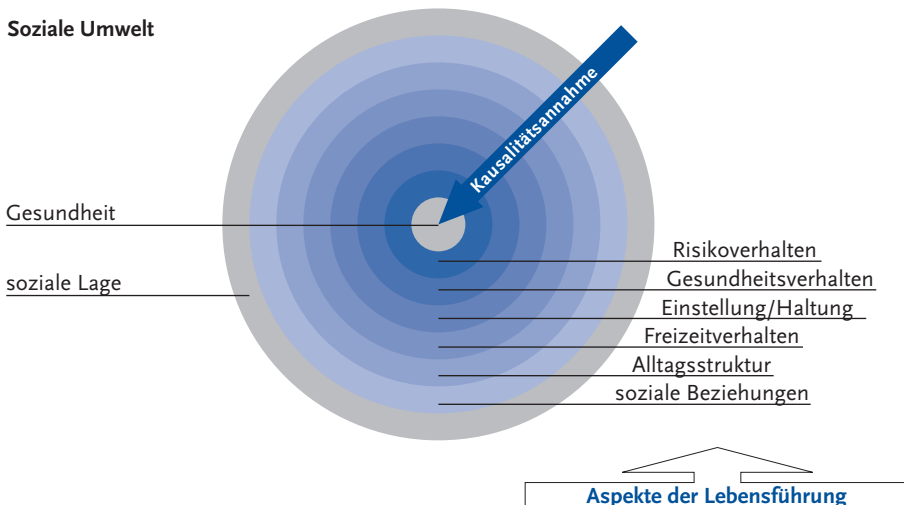 Soziale Umwelt
Kausalitätsannahme
Gesundheit
soziale Lage
Risikoverhalten
Gesundheitsverhalten
Einstellung/Haltung
Freizeitverhalten
Alltagsstruktur
soziale Beziehungen
Aspekte der Lebensführung